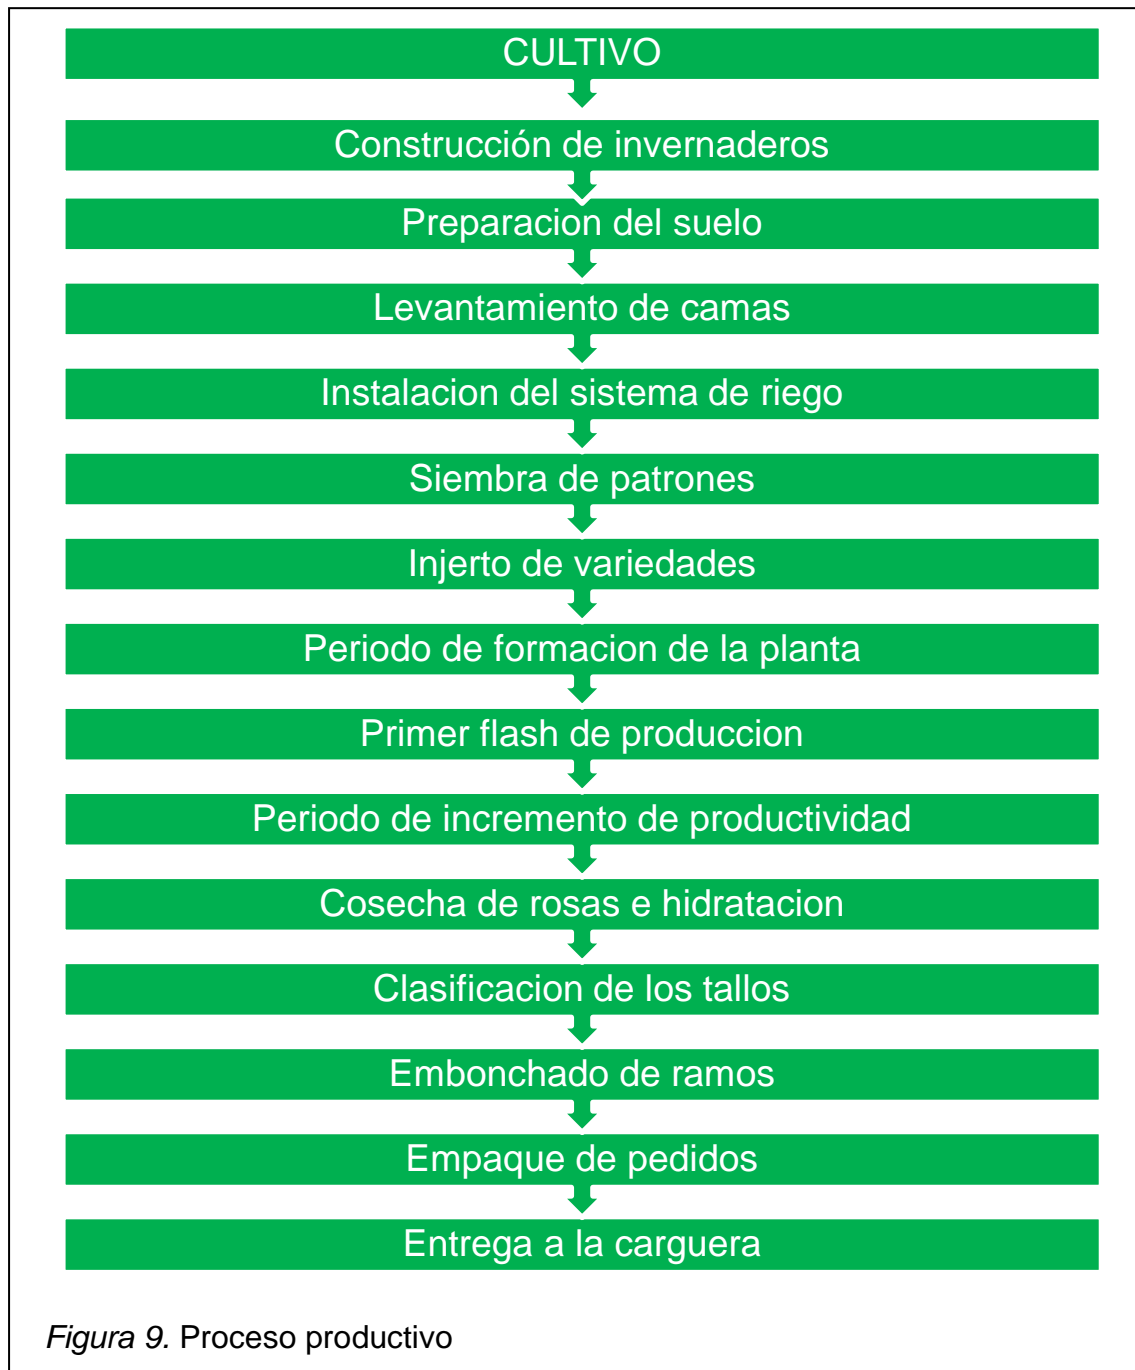 CULTIVO
Construcción de invernaderos
Preparacion del suelo
Levantamiento de camas
Instalacion del sistema de riego
Siembra de patrones
Injerto de variedades
Periodo de formacion de la planta
Primer flash de produccion
Periodo de incremento de productividad
Cosecha de rosas e hidratacion
Clasificacion de los tallos
Embonchado de ramos
Empaque de pedidos
Entrega a la carguera
Figura 9. Proceso productivo